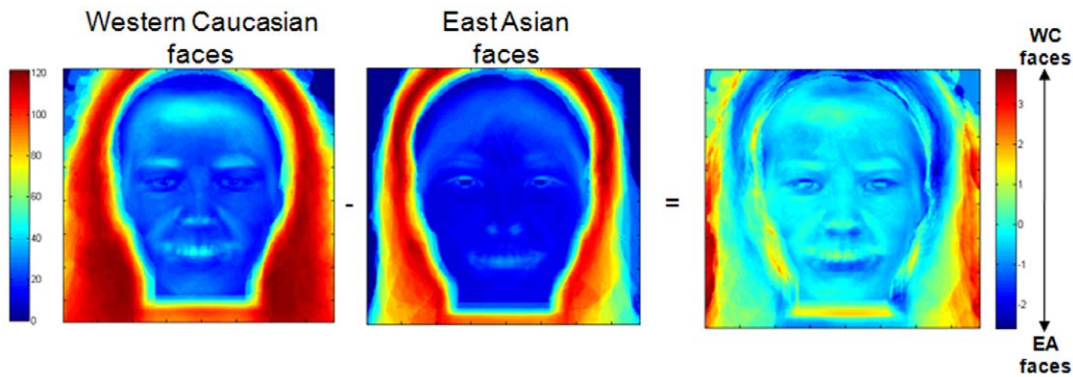 Western Caucasian
faces
East Asian
faces
WC
faces
120
100
80
60
40
20
0
-
=
3
2
1
0
-1
-2
EA
faces